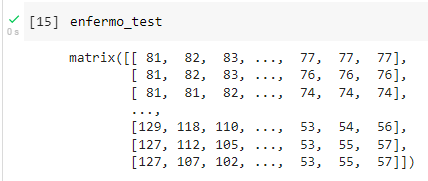 [15] enfermo_test
0 s
matrix([[ 81,  82,  83, ...,  77,  77,  77],
        [ 81,  82,  83, ...,  76,  76,  76],
        [ 81,  81,  82, ...,  74,  74,  74],
        ...,
        [129, 118, 110, ...,  53,  54,  56],
        [127, 112, 105, ...,  53,  55,  57],
        [127, 107, 102, ...,  53,  55,  57]])